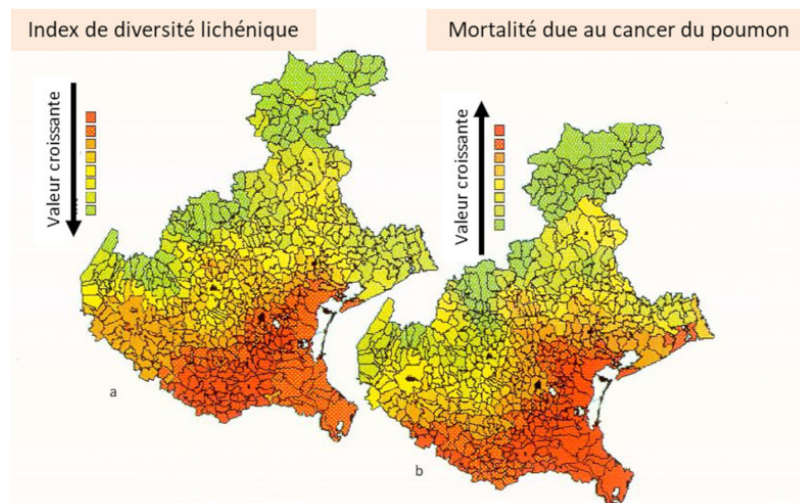 Index de diversité lichénique
Mortalité due au cancer du poumon
Valeur croissante
Valeur croissante
a
b